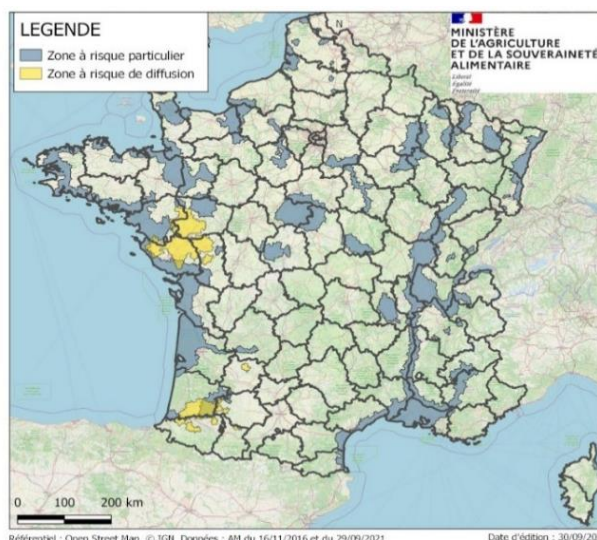 LEGENDE
Zone à risque particulier
Zone à risque de diffusion
N
MINISTÈRE
DE L'AGRICULTURE
ET DE LA SOUVERAINETÉ
ALIMENTAIRE
Liberté
Égalité
Fraternité
0 100 200 km
Référentiel : Open Street Map, © IGN, Données : AM du 16/11/2016 et du 29/09/2021
Date d'édition : 30/09/20